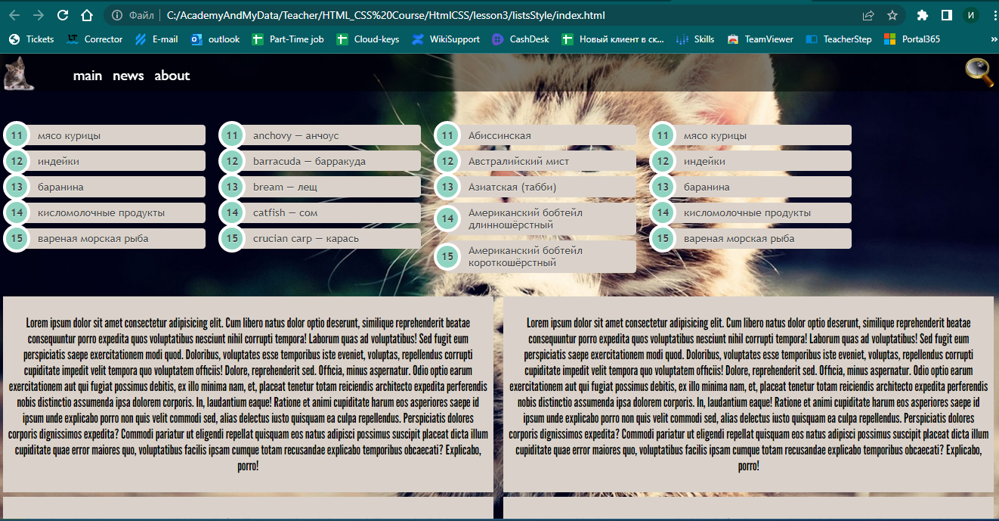 Файл
C:/AcademyAndMyData/Teacher/HTML_CSS%20Course/HtmlCSS/lesson3/listsStyle/index.html
И
Tickets
LT Corrector
E-mail
outlook
Part-Time job
Cloud-keys
WikiSupport
CashDesk
Новый клиент в ск...
Skills
TeamViewer
TeacherStep
Portal365
»
main news about
11 мясо курицы
12 индейки
13 баранина
14 кисломолочные продукты
15 вареная морская рыба
11 anchovy — анчоус
12 barracuda — барракуда
13 bream — лещ
14 catfish — сом
15 crucian carp — карась
11 Абиссинская
12 Австралийский мист
13 Азиатская (табби)
14 Американский бобтейл
длинношёрстный
15 Американский бобтейл
короткошёрстный
11 мясо курицы
12 индейки
13 баранина
14 кисломолочные продукты
15 вареная морская рыба
Lorem ipsum dolor sit amet consectetur adipisicing elit. Cum libero natus dolor optio deserunt, similique reprehenderit beatae
consequuntur porro expedita quos voluptatibus nesciunt nihil corrupti tempora! Laborum quas ad voluptatibus! Sed fugit eum
perspiciatis saepe exercitationem modi quod. Doloribus, voluptates esse temporibus iste eveniet, voluptas, repellendus corrupti
cupiditate impedit velit tempora quo voluptatem officiis! Dolore, reprehenderit sed. Officia, minus aspernatur. Odio optio earum
exercitationem aut qui fugiat possimus debitis, ex illo minima nam, et, placeat tenetur totam reiciendis architecto expedita perferendis
nobis distinctio assumenda ipsa dolorem corporis. In, laudantium eaque! Ratione et animi cupiditate harum eos asperiores saepe id
ipsum unde explicabo porro non quis velit commodi sed, alias delectus iusto quisquam ea culpa repellendus. Perspiciatis dolores
corporis dignissimos expedita? Commodi pariatur ut eligendi repellat quisquam eos natus adipisci possimus suscipit placeat dicta illum
cupiditate quae error maiores quo, voluptatibus facilis ipsam cumque totam recusandae explicabo temporibus obcaecati? Explicabo,
porro!
Lorem ipsum dolor sit amet consectetur adipisicing elit. Cum libero natus dolor optio deserunt, similique reprehenderit beatae
consequuntur porro expedita quos voluptatibus nesciunt nihil corrupti tempora! Laborum quas ad voluptatibus! Sed fugit eum
perspiciatis saepe exercitationem modi quod. Doloribus, voluptates esse temporibus iste eveniet, voluptas, repellendus corrupti
cupiditate impedit velit tempora quo voluptatem officiis! Dolore, reprehenderit sed. Officia, minus aspernatur. Odio optio earum
exercitationem aut qui fugiat possimus debitis, ex illo minima nam, et, placeat tenetur totam reiciendis architecto expedita perferendis
nobis distinctio assumenda ipsa dolorem corporis. In, laudantium eaque! Ratione et animi cupiditate harum eos asperiores saepe id
ipsum unde explicabo porro non quis velit commodi sed, alias delectus iusto quisquam ea culpa repellendus. Perspiciatis dolores
corporis dignissimos expedita? Commodi pariatur ut eligendi repellat quisquam eos natus adipisci possimus suscipit placeat dicta illum
cupiditate quae error maiores quo, voluptatibus facilis ipsam cumque totam recusandae explicabo temporibus obcaecati? Explicabo,
porro!